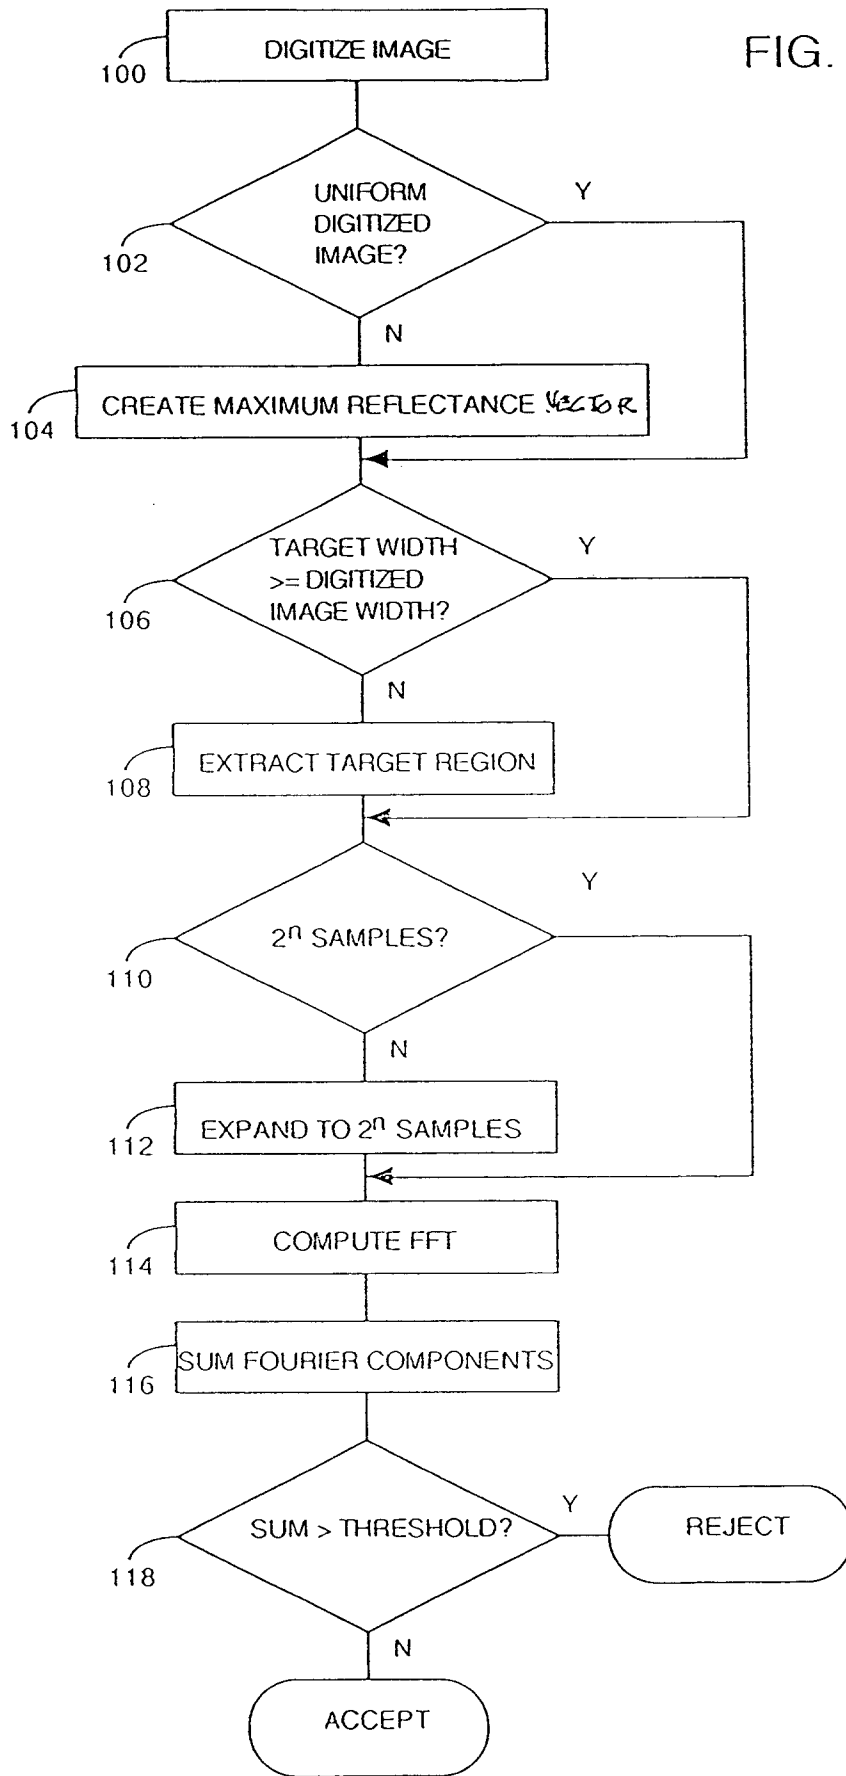 FIG.
100
DIGITIZE IMAGE
102
UNIFORM
DIGITIZED
IMAGE?
Y
N
104
CREATE MAXIMUM REFLECTANCE VECTOR
106
TARGET WIDTH
>= DIGITIZED
IMAGE WIDTH?
Y
N
108
EXTRACT TARGET REGION
110
2ⁿ SAMPLES?
Y
N
112
EXPAND TO 2ⁿ SAMPLES
114
COMPUTE FFT
116
SUM FOURIER COMPONENTS
118
SUM > THRESHOLD?
Y
REJECT
N
ACCEPT